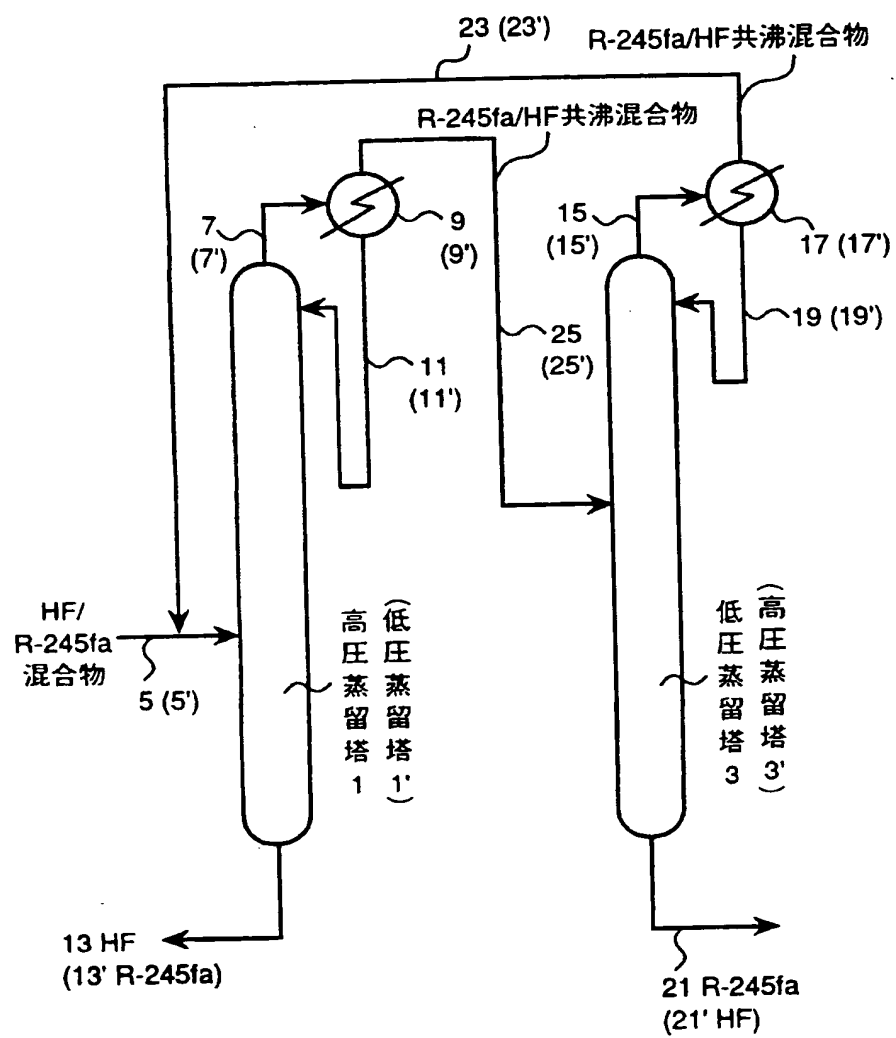 23 (23')
R-245fa/HF共沸混合物
R-245fa/HF共沸混合物
7
(7')
9
(9')
15
(15')
17 (17')
11
(11')
25
(25')
19 (19')
HF/
R-245fa
混合物
5 (5')
高圧蒸留塔1
(低圧蒸留塔1')
低圧蒸留塔3
(高圧蒸留塔3')
13 HF
(13' R-245fa)
21 R-245fa
(21' HF)